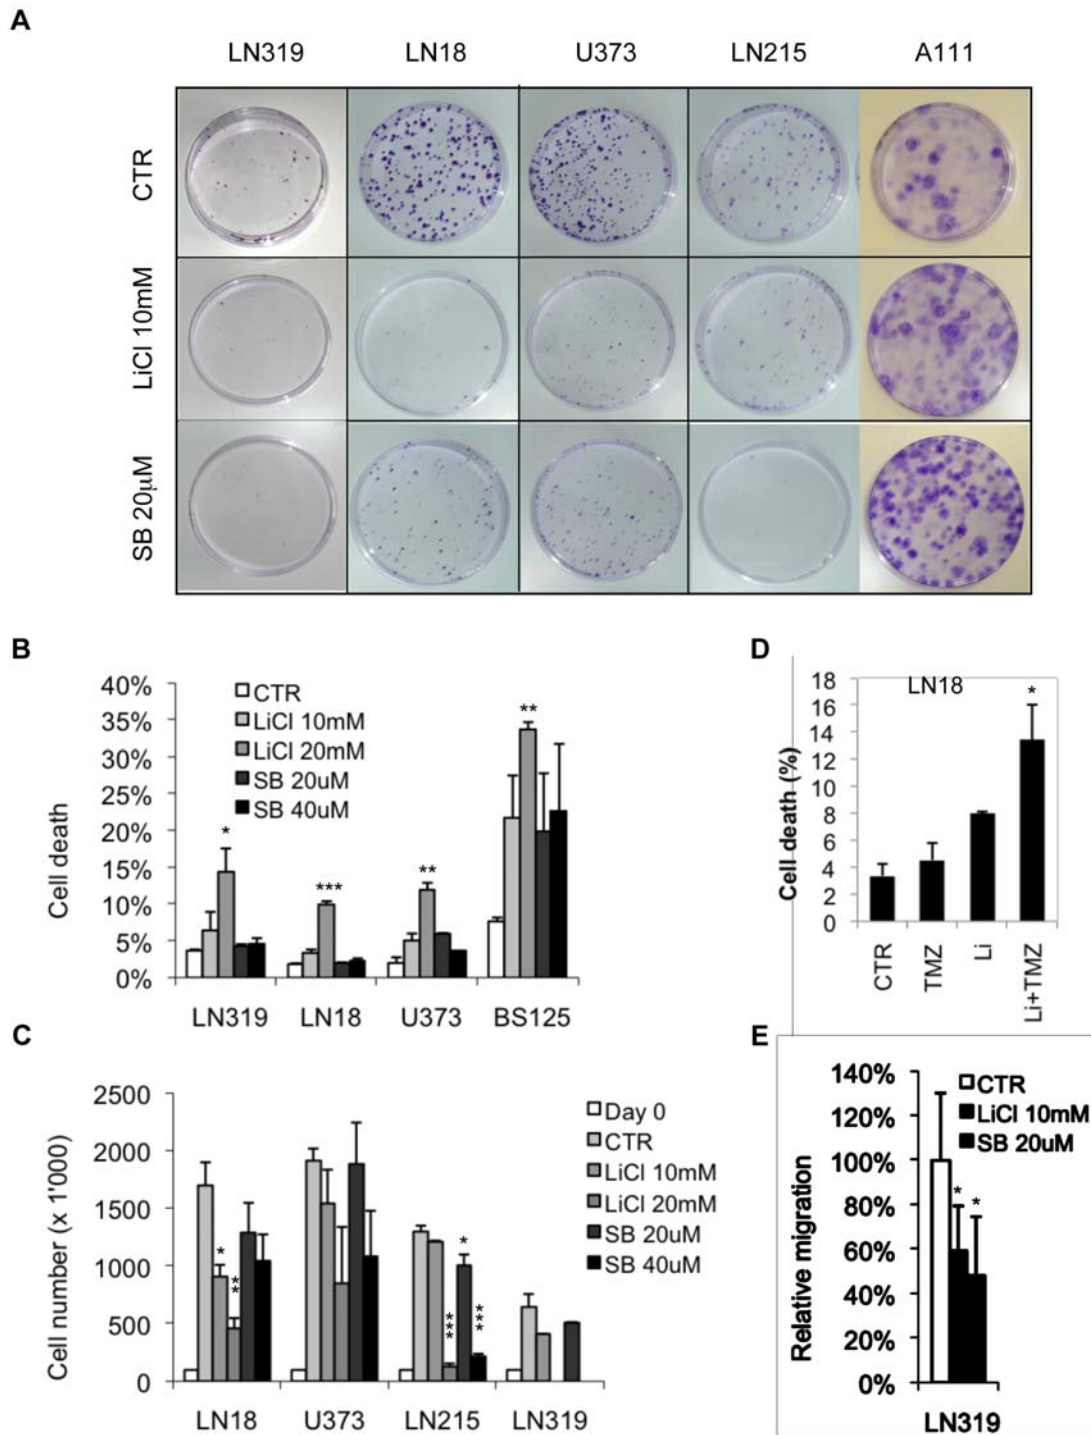 A
LN319 LN18 U373 LN215 A111
CTR
LiCl 10mM
SB 20μM
B
40%
35%
30%
25%
20%
15%
10%
5%
0%
Cell death
CTR
LiCl 10mM
LiCl 20mM
SB 20uM
SB 40uM
*
***
**
**
LN319 LN18 U373 BS125
C
2500
2000
1500
1000
500
0
Cell number (x 1'000)
Day 0
CTR
LiCl 10mM
LiCl 20mM
SB 20uM
SB 40uM
*
**
***
*
***
LN18 U373 LN215 LN319
D
LN18
18
16
14
12
10
8
6
4
2
0
Cell death (%)
*
CTR
TMZ
Li
Li+TMZ
E
140%
120%
100%
80%
60%
40%
20%
0%
Relative migration
CTR
LiCl 10mM
SB 20uM
* *
LN319